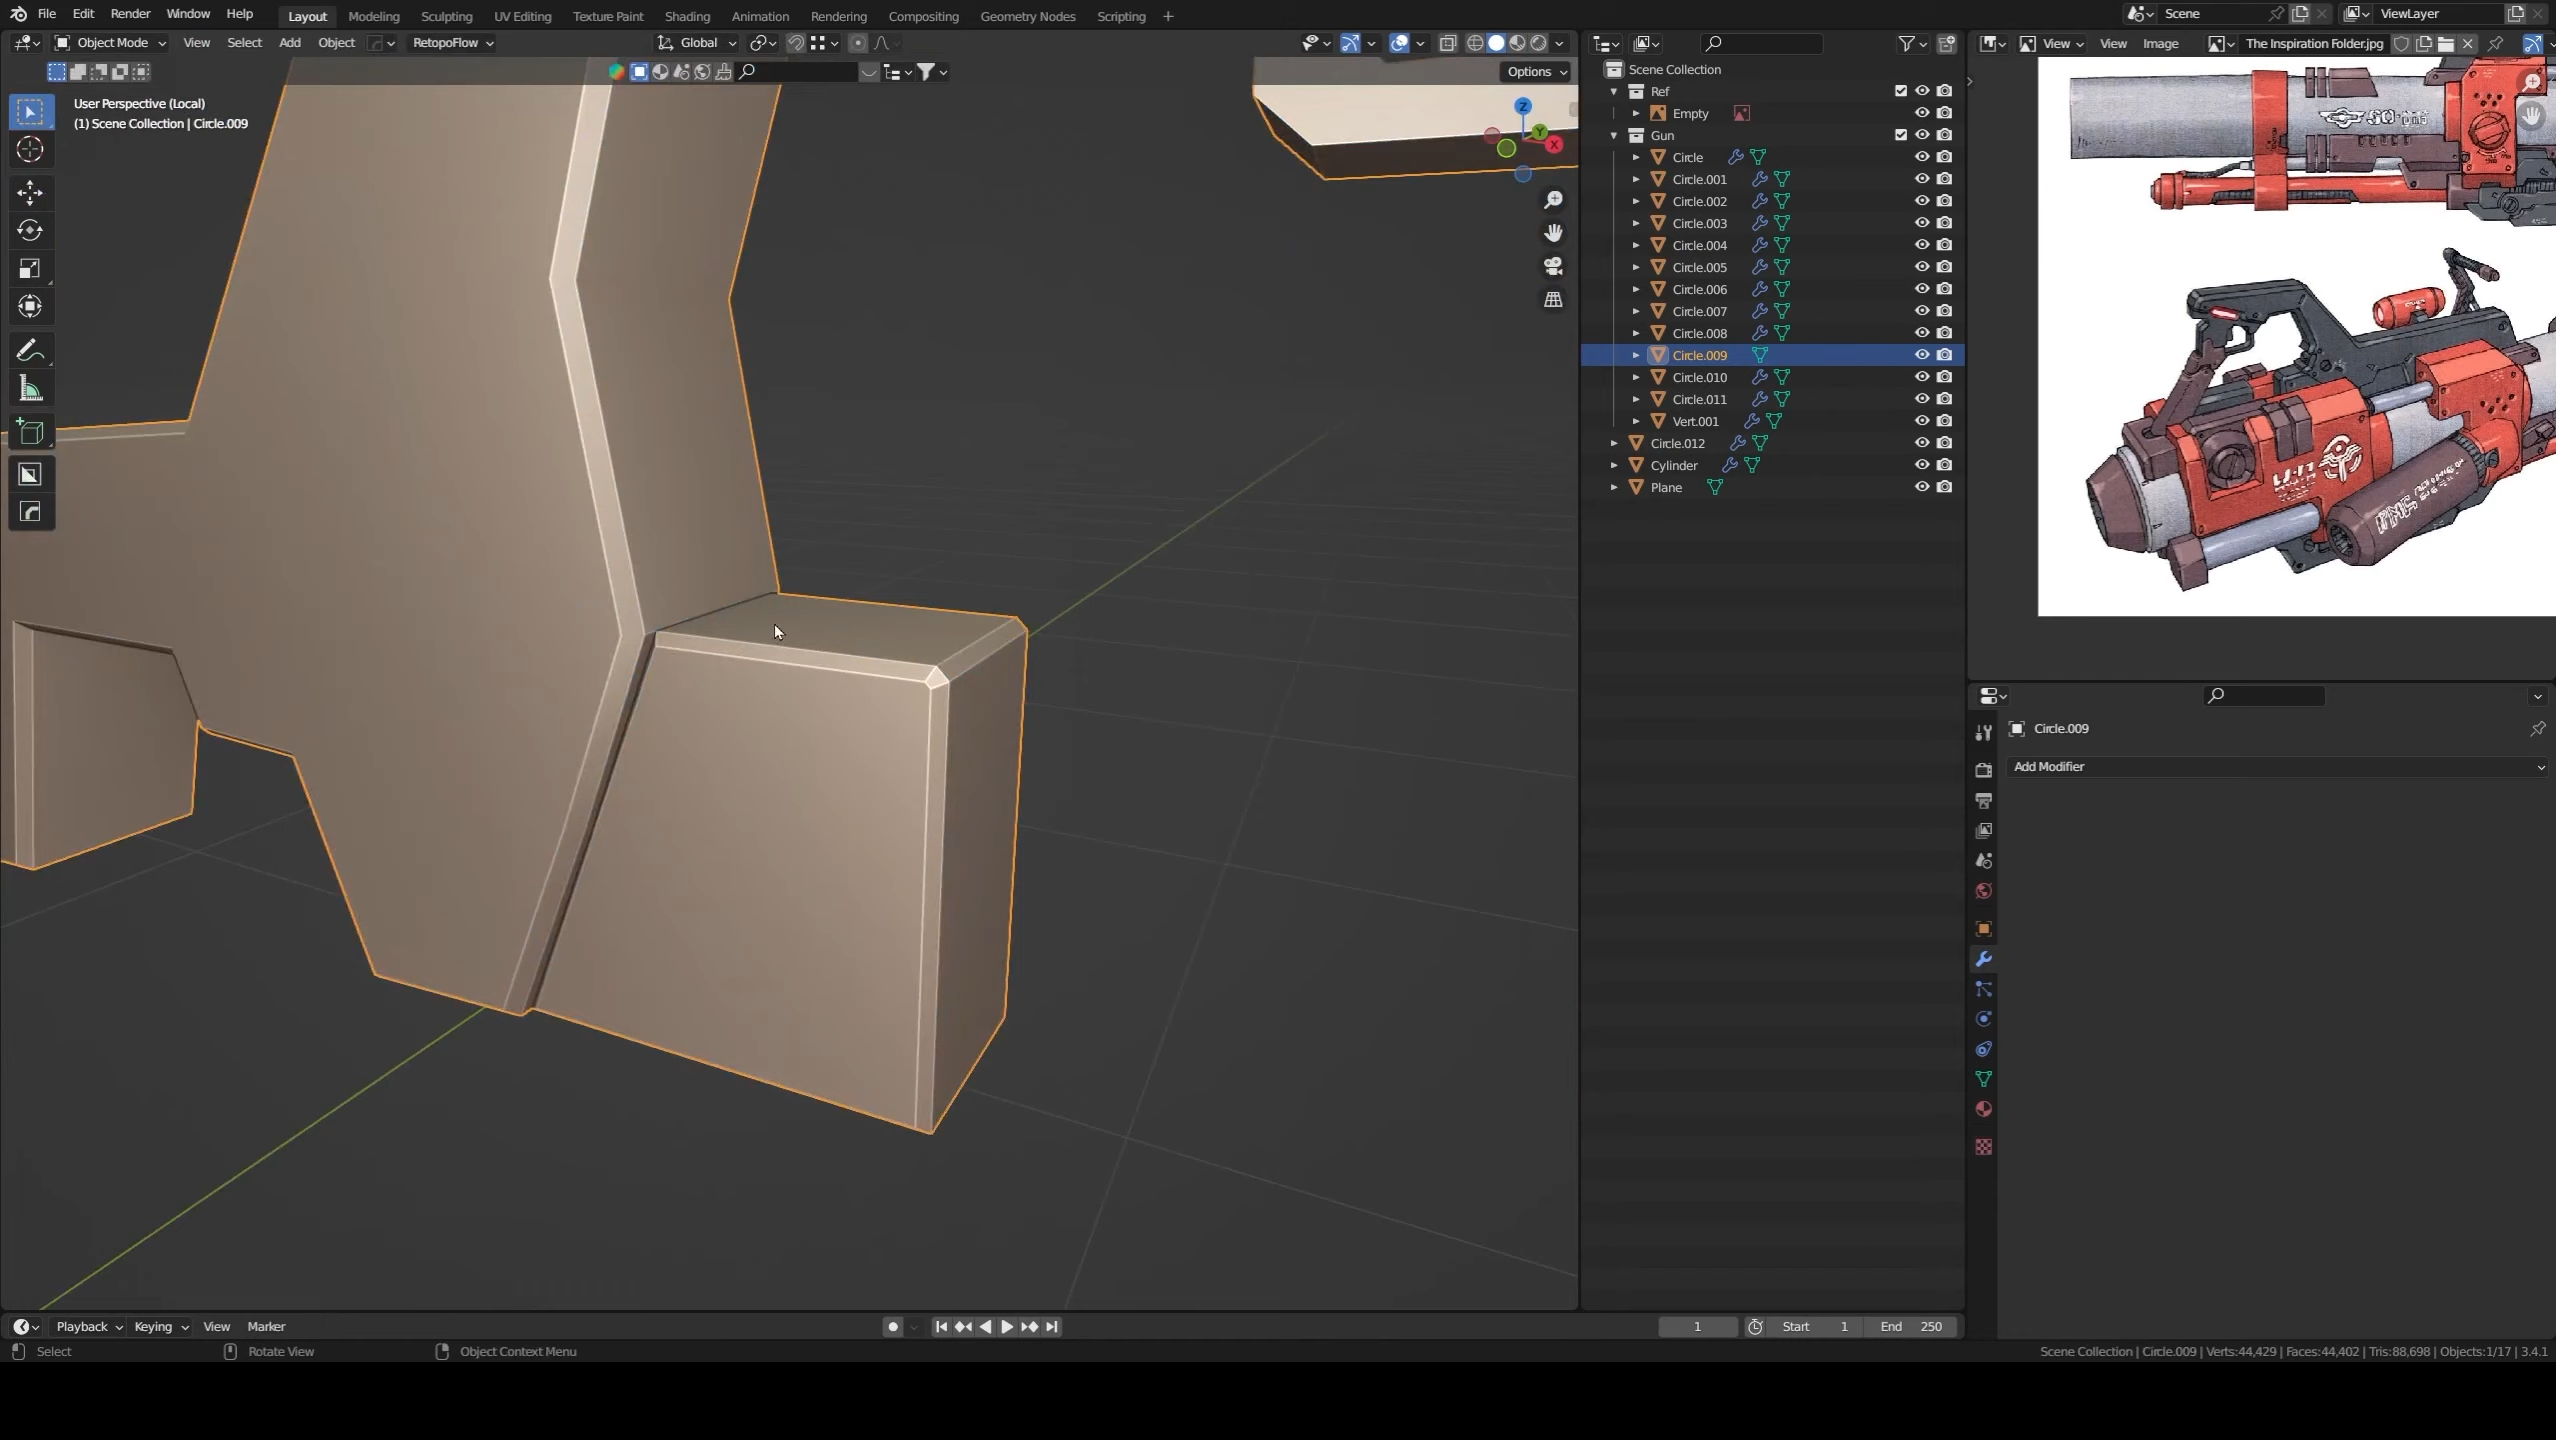 File Edit Render Window Help Layout Modeling Sculpting UV Editing Texture Paint Shading Animation Rendering Compositing Geometry Nodes Scripting + Scene ViewLayer
Object Mode View Select Add Object RetopoFlow Global View View Image The Inspiration Folder.jpg
Options
User Perspective (Local)
(1) Scene Collection | Circle.009
Z
Y
X
Scene Collection
Ref
Empty
Gun
Circle
Circle.001
Circle.002
Circle.003
Circle.004
Circle.005
Circle.006
Circle.007
Circle.008
Circle.009
Circle.010
Circle.011
Vert.001
Circle.012
Cylinder
Plane
Circle.009
Add Modifier
Playback Keying View Marker 1 Start 1 End 250
Select Rotate View Object Context Menu Scene Collection | Circle.009 | Verts:44,429 | Faces:44,402 | Tris:88,698 | Objects:1/17 | 3.4.1